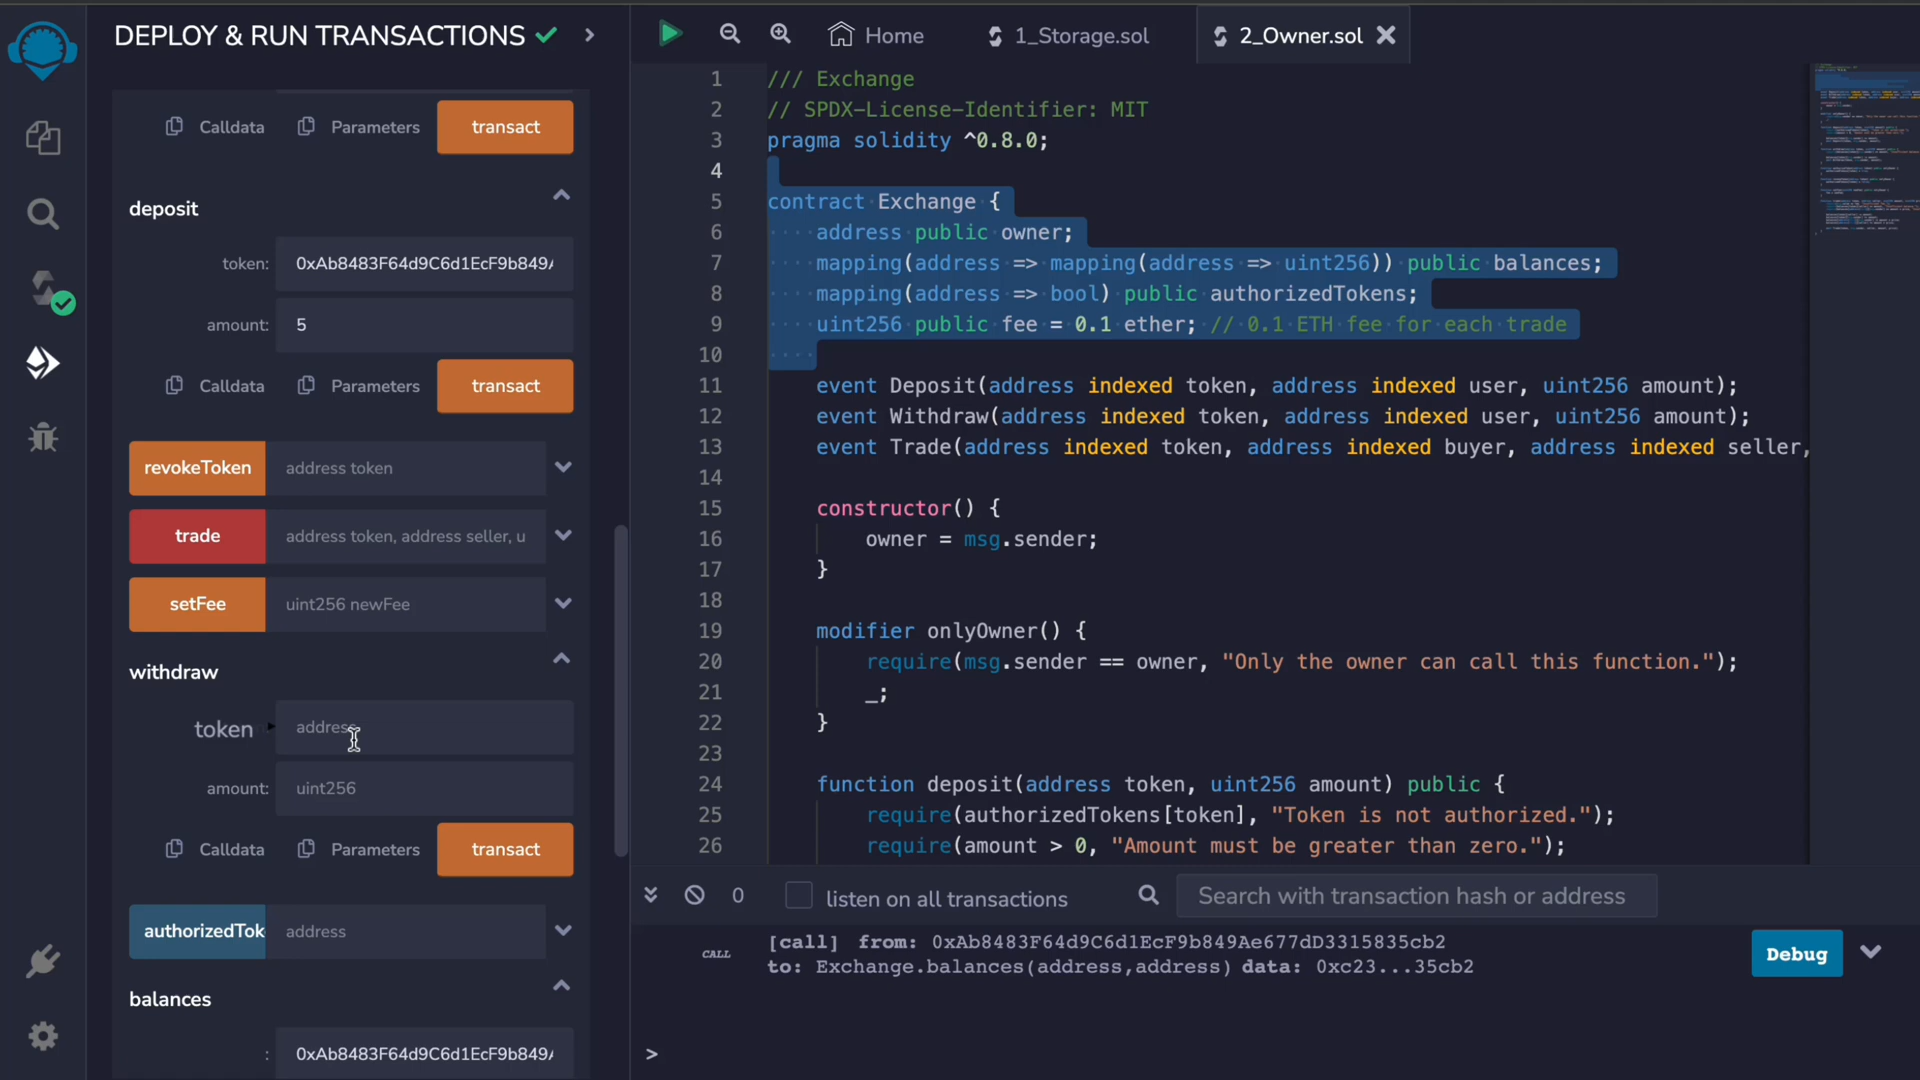 DEPLOY & RUN TRANSACTIONS
Calldata Parameters transact
deposit
token: 0xAb8483F64d9C6d1EcF9b849A
amount: 5
Calldata Parameters transact
revokeToken address token
trade address token, address seller, u
setFee uint256 newFee
withdraw
token address
amount: uint256
Calldata Parameters transact
authorizedTok address
balances
: 0xAb8483F64d9C6d1EcF9b849A
Home 1_Storage.sol 2_Owner.sol
1 /// Exchange
2 // SPDX-License-Identifier: MIT
3 pragma solidity ^0.8.0;
4
5 contract Exchange {
6 address public owner;
7 mapping(address => mapping(address => uint256)) public balances;
8 mapping(address => bool) public authorizedTokens;
9 uint256 public fee = 0.1 ether; // 0.1 ETH fee for each trade
10
11 event Deposit(address indexed token, address indexed user, uint256 amount);
12 event Withdraw(address indexed token, address indexed user, uint256 amount);
13 event Trade(address indexed token, address indexed buyer, address indexed seller,
14
15 constructor() {
16 owner = msg.sender;
17 }
18
19 modifier onlyOwner() {
20 require(msg.sender == owner, "Only the owner can call this function.");
21 _;
22 }
23
24 function deposit(address token, uint256 amount) public {
25 require(authorizedTokens[token], "Token is not authorized.");
26 require(amount > 0, "Amount must be greater than zero.");
0 listen on all transactions Search with transaction hash or address
CALL [call] from: 0xAb8483F64d9C6d1EcF9b849Ae677dD3315835cb2
to: Exchange.balances(address,address) data: 0xc23...35cb2
Debug
>